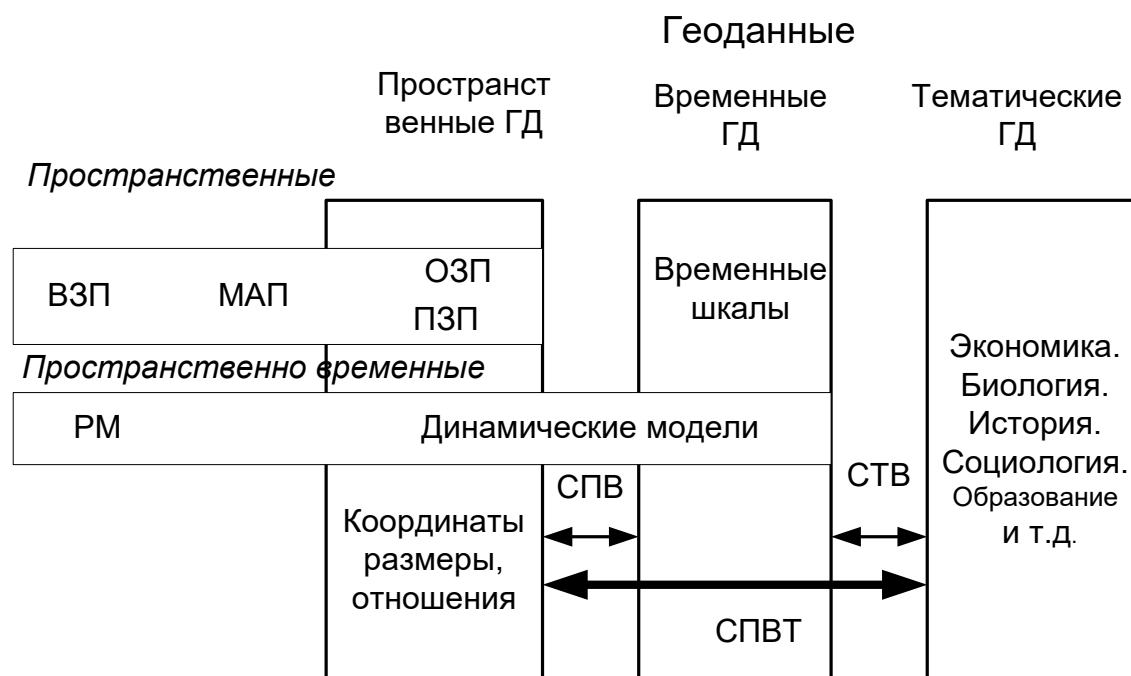 Геоданные
Пространст
венные ГД
Временные
ГД
Тематические
ГД
Пространственные
ВЗП
МАП
ОЗП
ПЗП
Временные
шкалы
Пространственно временные
РМ
Динамические модели
Экономика.
Биология.
История.
Социология.
Образование
и т.д.
СПВ
СТВ
Координаты
размеры,
отношения
СПВТ